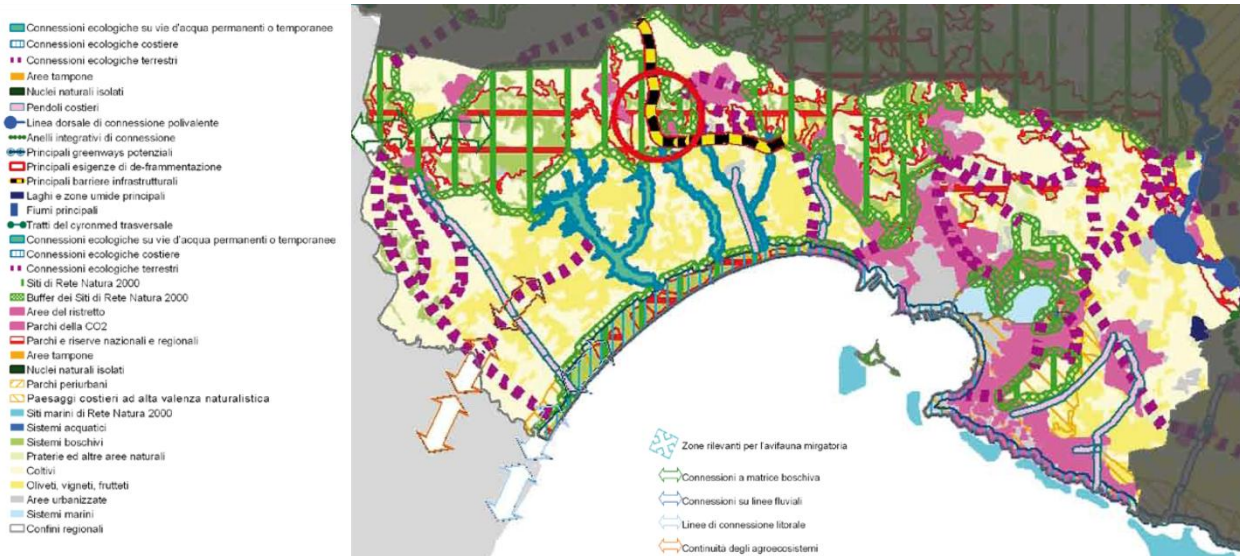 Connessioni ecologiche su vie d'acqua permanenti o temporanee
Connessioni ecologiche costiere
Connessioni ecologiche terrestri
Aree tampone
Nuclei naturali isolati
Pendoli costieri
Linea dorsale di connessione polivalente
Anelli integrativi di connessione
Principali greenways potenziali
Principali esigenze di de-frammentazione
Principali barriere infrastrutturali
Laghi e zone umide principali
Fiumi principali
Tratti del cyronmed trasversale
Connessioni ecologiche su vie d'acqua permanenti o temporanee
Connessioni ecologiche costiere
Connessioni ecologiche terrestri
Siti di Rete Natura 2000
Buffer dei Siti di Rete Natura 2000
Aree del ristretto
Parchi della CO2
Parchi e riserve nazionali e regionali
Aree tampone
Nuclei naturali isolati
Parchi periurbani
Paesaggi costieri ad alta valenza naturalistica
Siti marini di Rete Natura 2000
Sistemi acquatici
Sistemi boschivi
Praterie ed altre aree naturali
Coltivi
Oliveti, vigneti, frutteti
Aree urbanizzate
Sistemi marini
Confini regionali
Zone rilevanti per l'avifauna mirgatoria
Connessioni a matrice boschiva
Connessioni su linee fluviali
Linee di connessione litorale
Continuità degli agroecosistemi